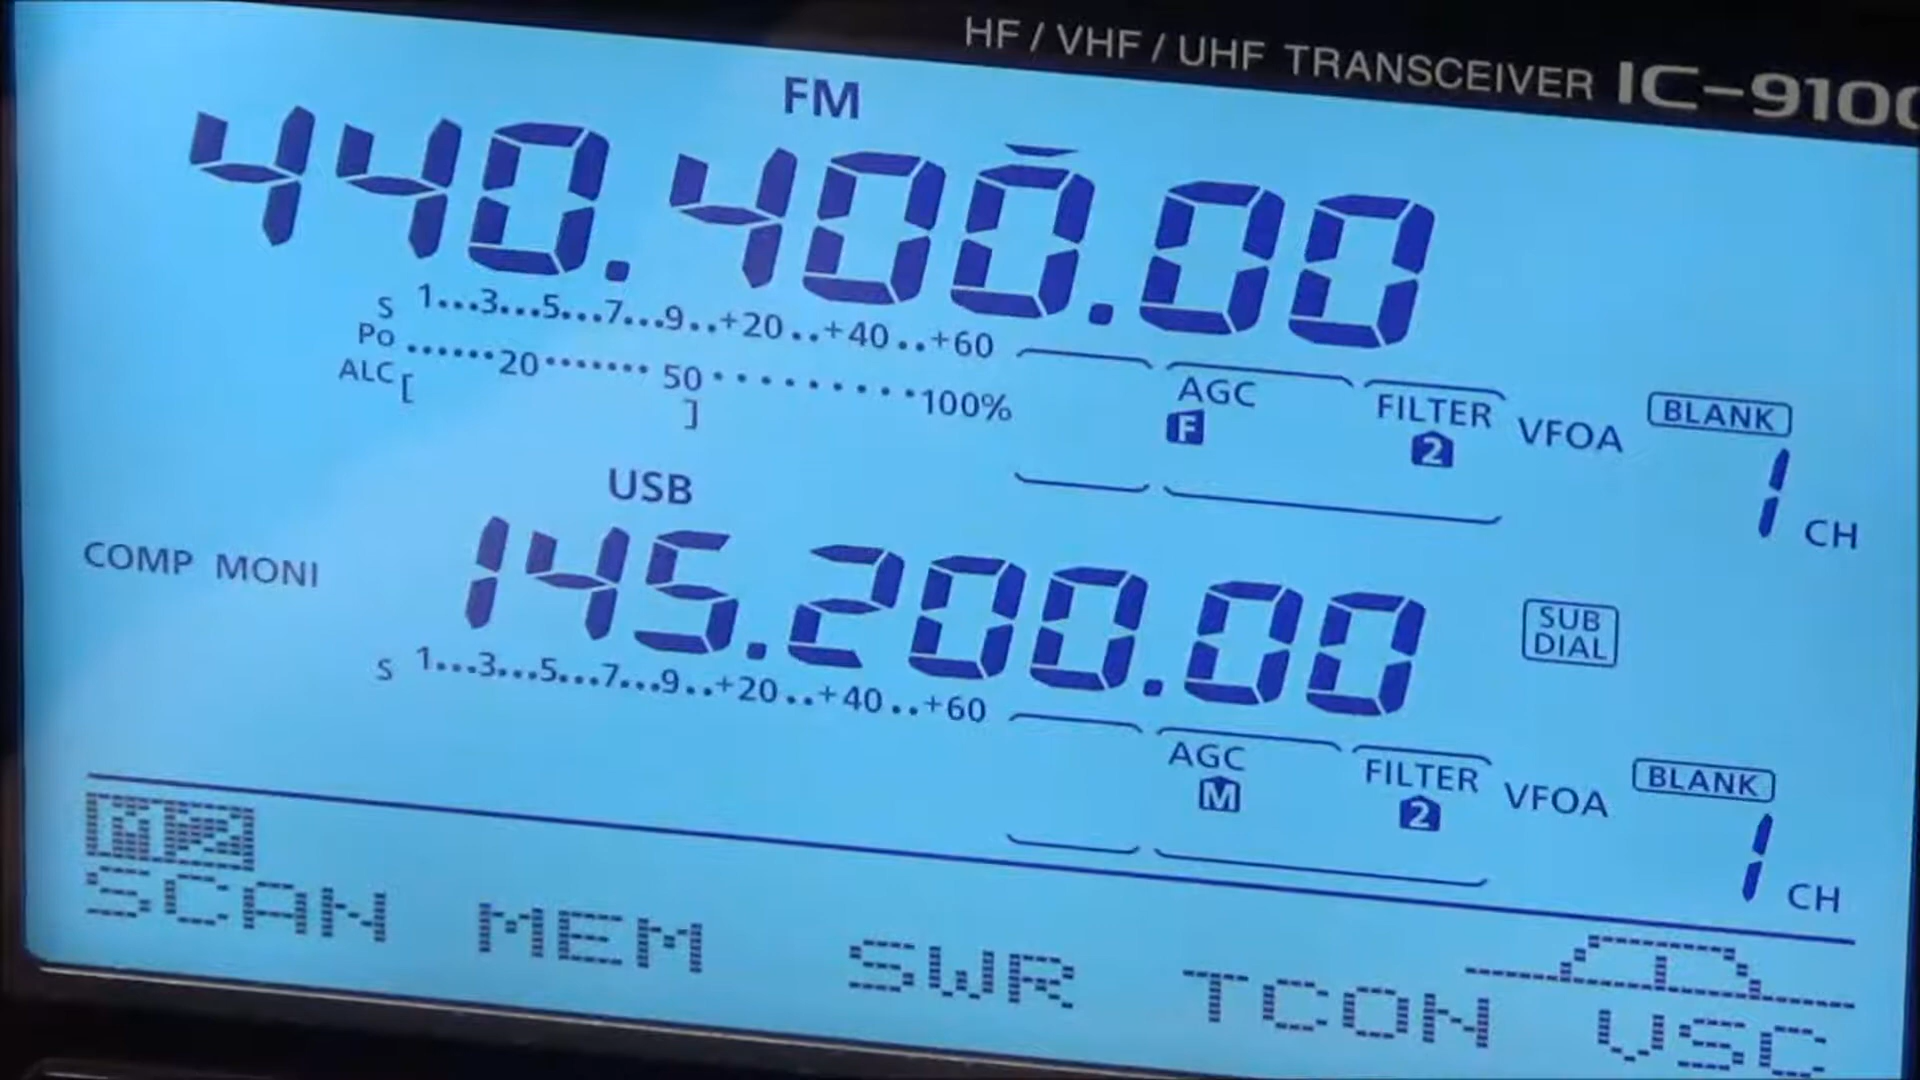 HF / VHF / UHF TRANSCEIVER IC-9100
FM
440.400.00
S 1...3...5...7...9..+20..+40..+60
Po ......20....... 50 ..........100%
ALC [ ]
AGC FILTER VFOA BLANK
F 2 1 CH
USB
COMP MONI 145.200.00 SUB DIAL
S 1...3...5...7...9..+20..+40..+60
AGC FILTER VFOA BLANK
M 2 1 CH
M2
SCAN MEM SWR TCON VSC